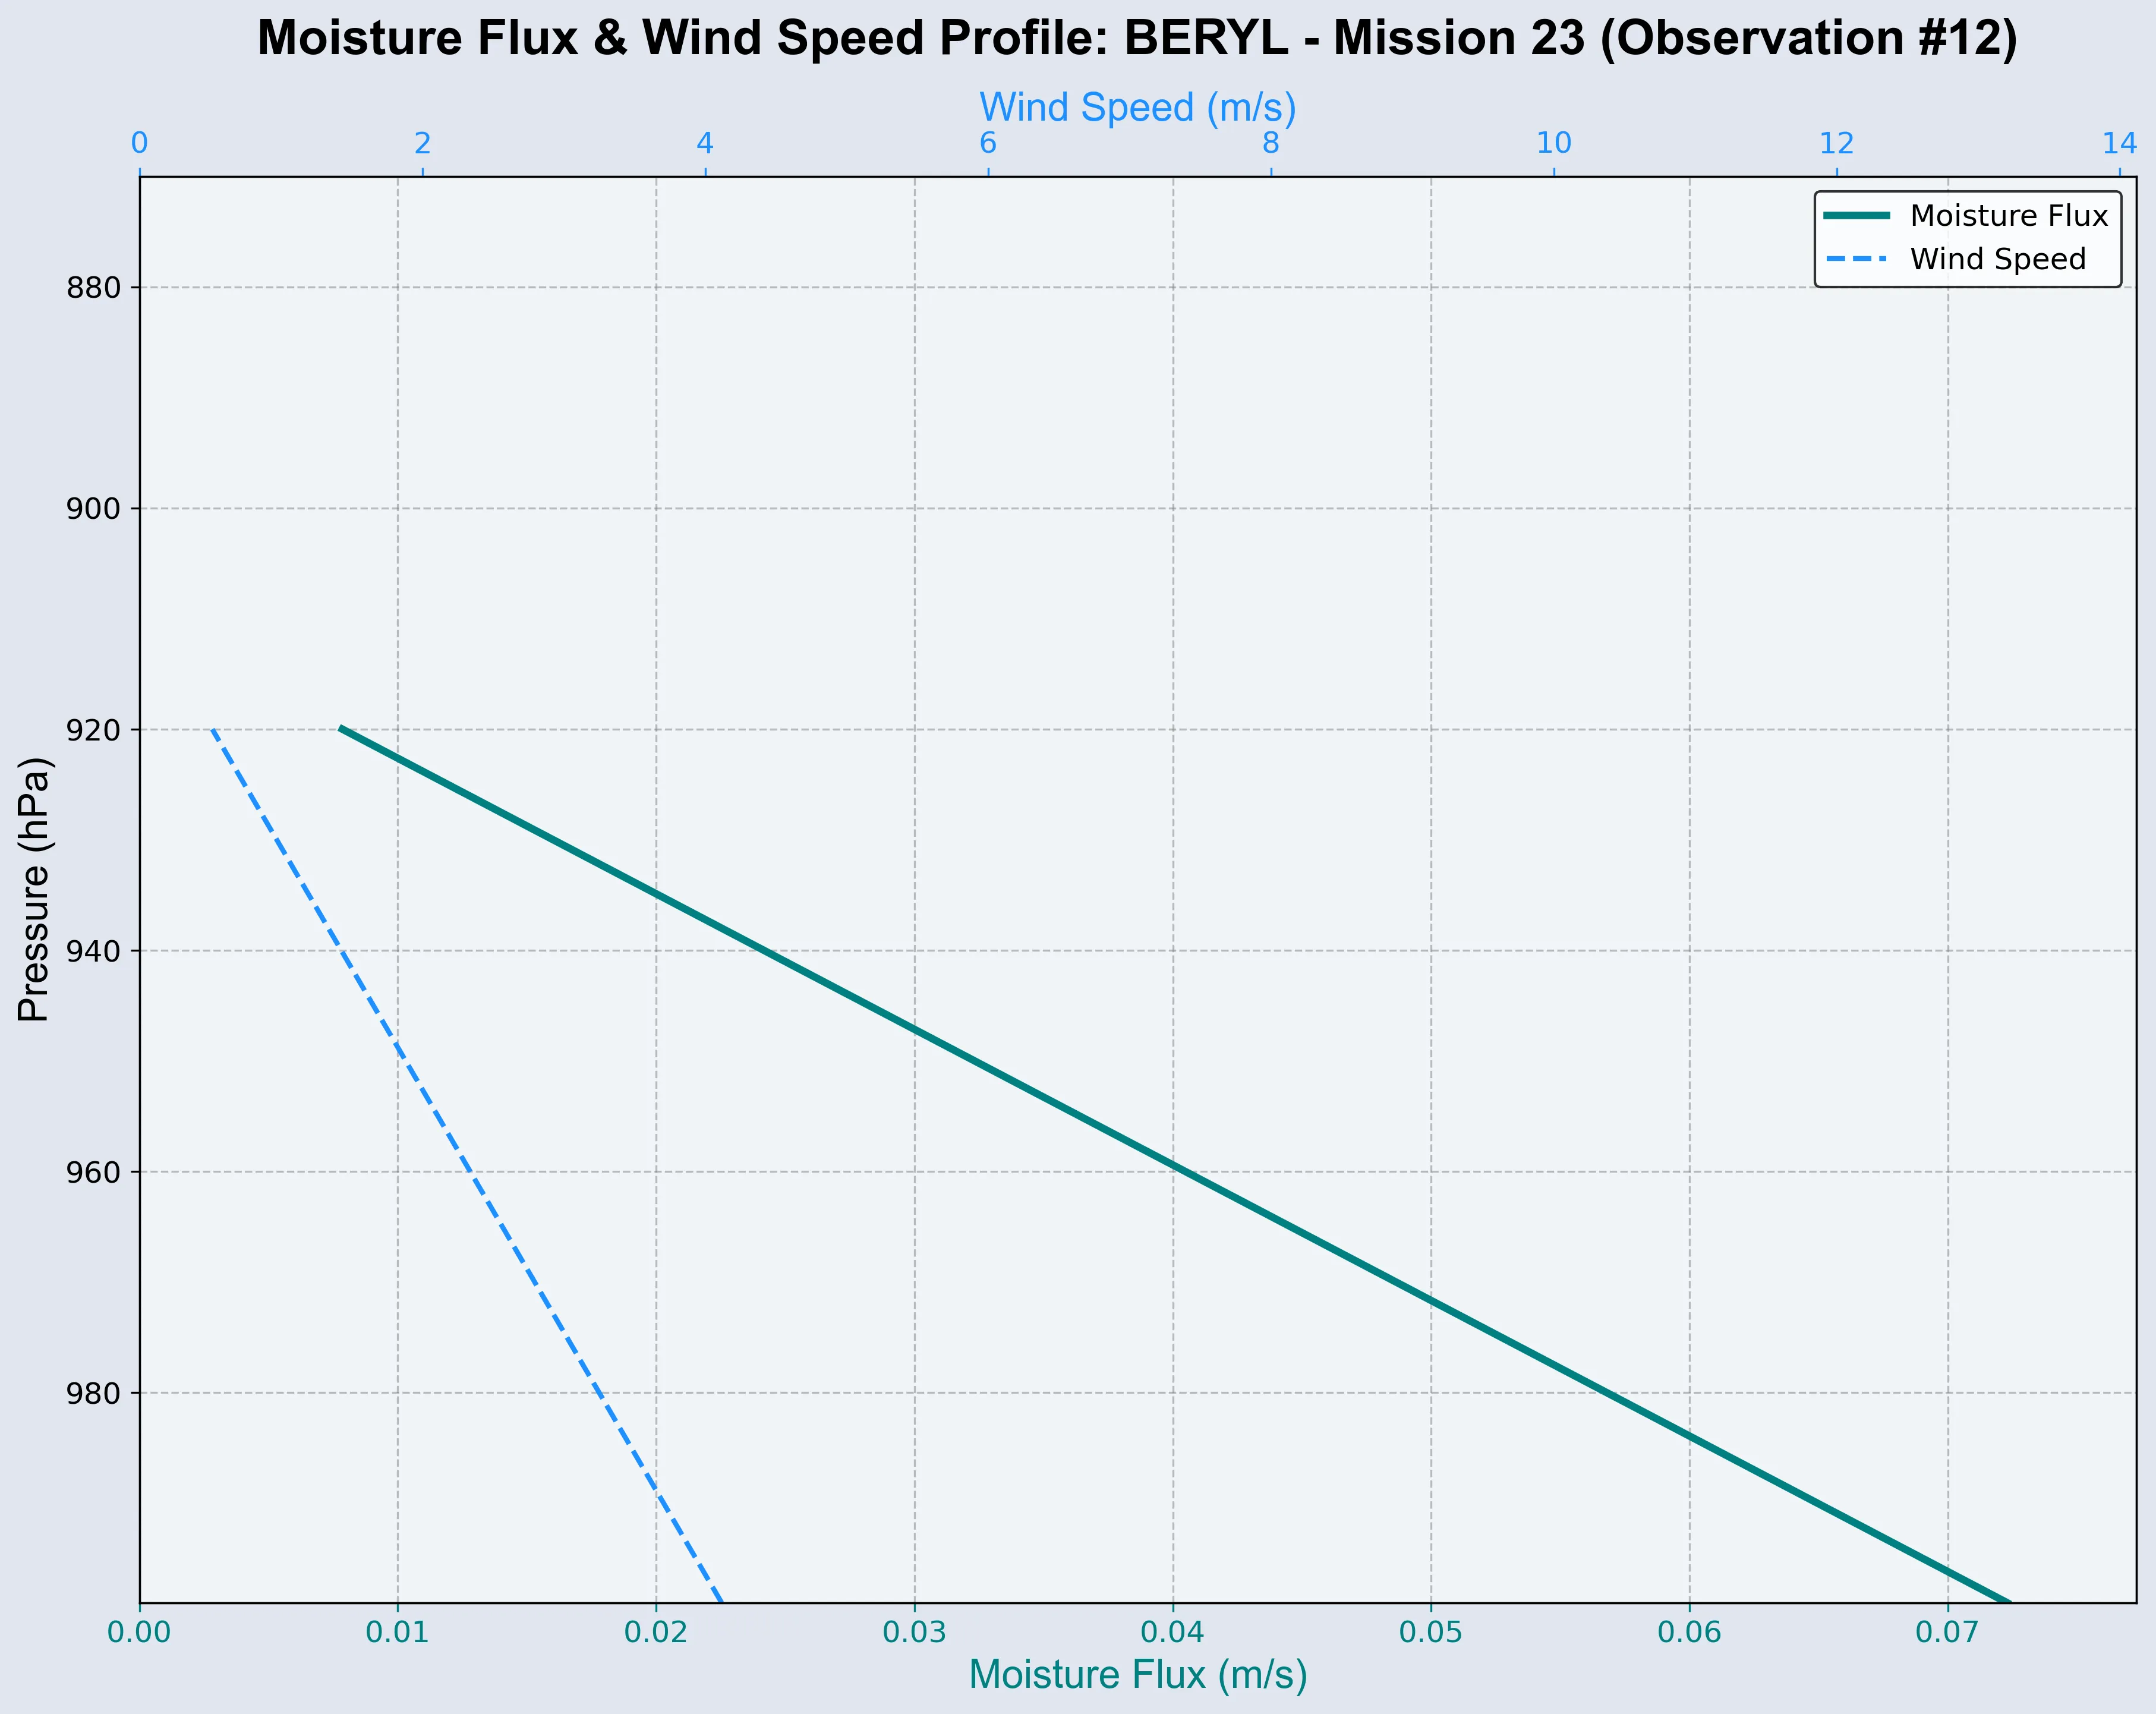 Moisture Flux & Wind Speed Profile: BERYL - Mission 23 (Observation #12)
Wind Speed (m/s)
0 2 4 6 8 10 12 14
Moisture Flux
Wind Speed
880
900
920
940
960
980
Pressure (hPa)
0.00 0.01 0.02 0.03 0.04 0.05 0.06 0.07
Moisture Flux (m/s)